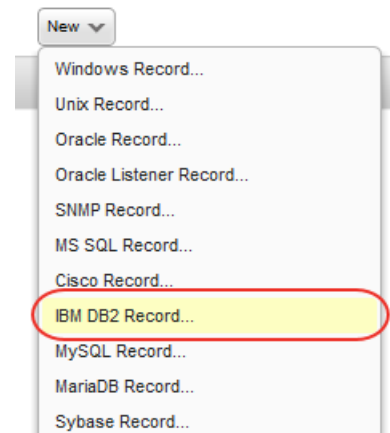 New
Windows Record...
Unix Record...
Oracle Record...
Oracle Listener Record...
SNMP Record...
MS SQL Record...
Cisco Record...
IBM DB2 Record...
MySQL Record...
MariaDB Record...
Sybase Record...